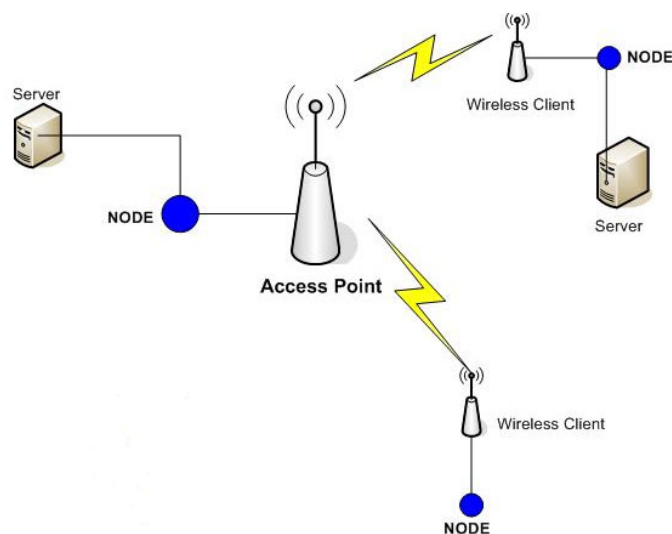 NODE
Wireless Client
Server
NODE
Server
Access Point
Wireless Client
NODE